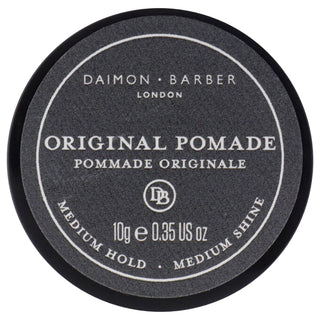 DAIMON · BARBER
LONDON
ORIGINAL POMADE
POMMADE ORIGINALE
DB
10g e 0.35 US oz
MEDIUM HOLD · MEDIUM SHINE